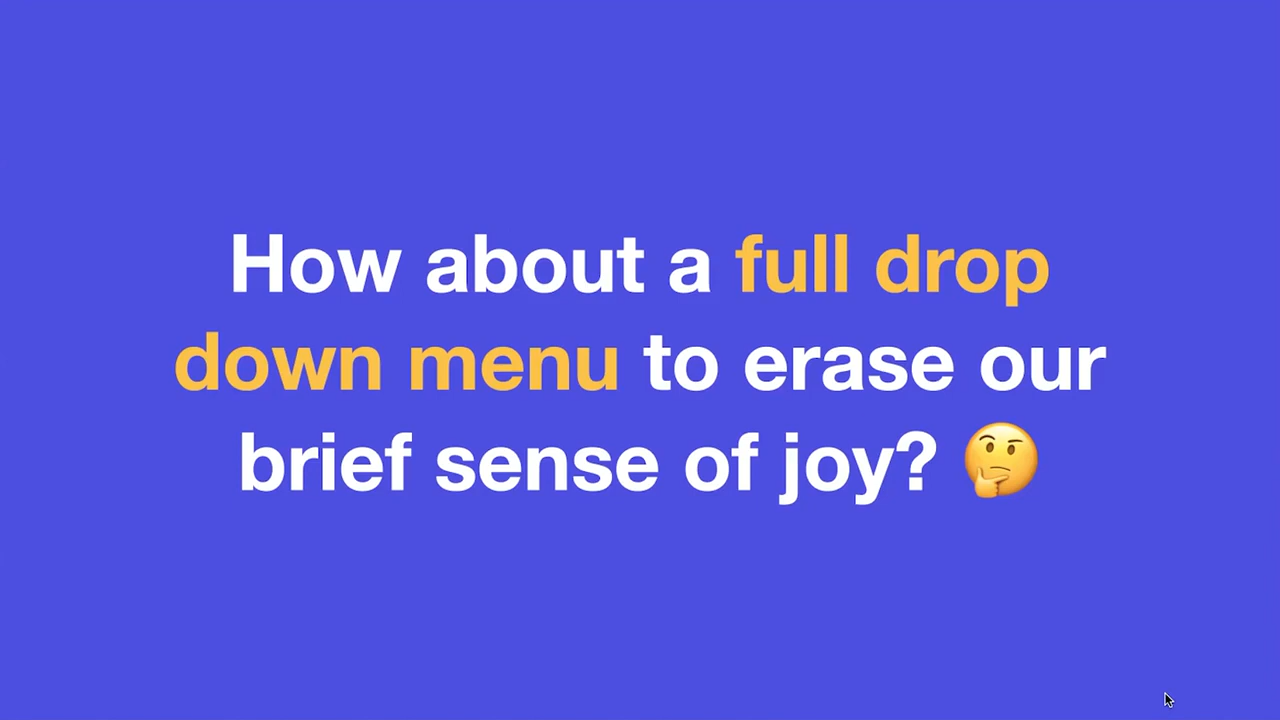 How about a full drop
down menu to erase our
brief sense of joy? 🤔